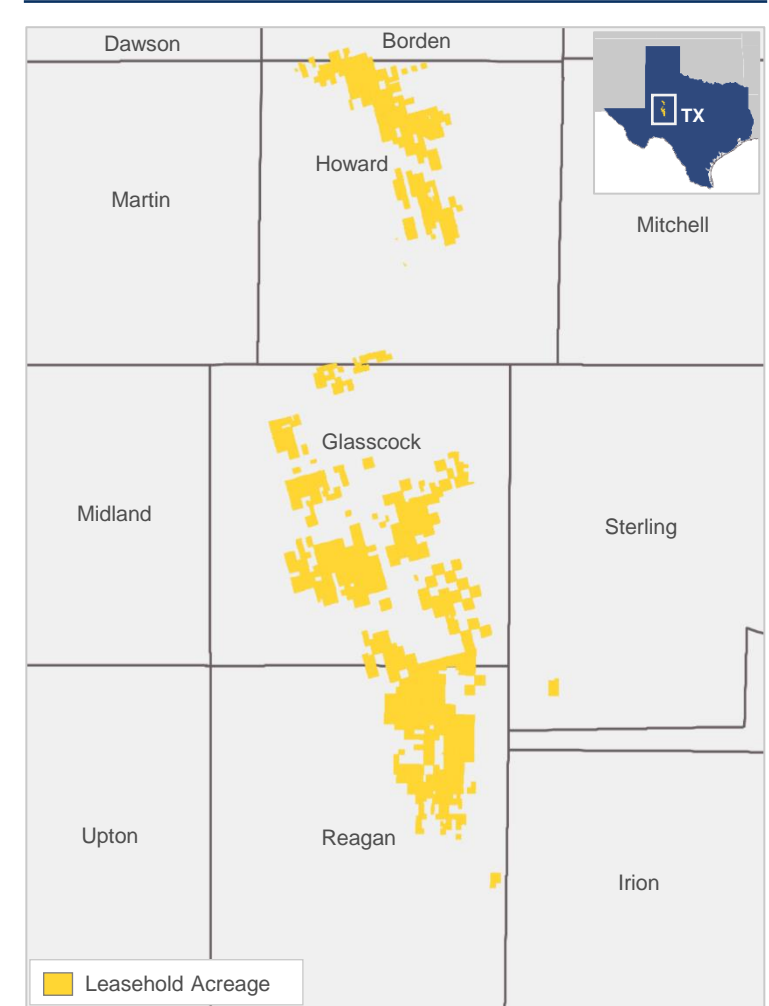 Dawson
Borden
TX
Howard
Martin
Mitchell
Glasscock
Midland
Sterling
Upton
Reagan
Irion
Leasehold Acreage